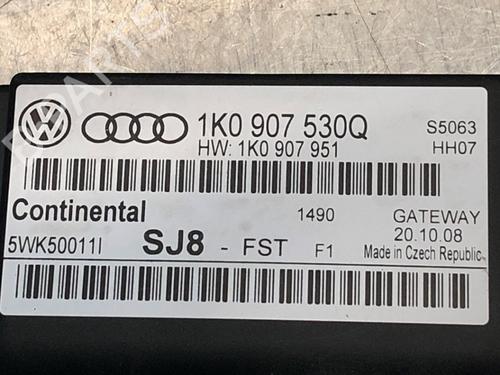 1K0 907 530Q S5063
HW: 1K0 907 951 HH07
Continental 1490 GATEWAY
5WK50011I SJ8 - FST F1 20.10.08
Made in Czech Republic